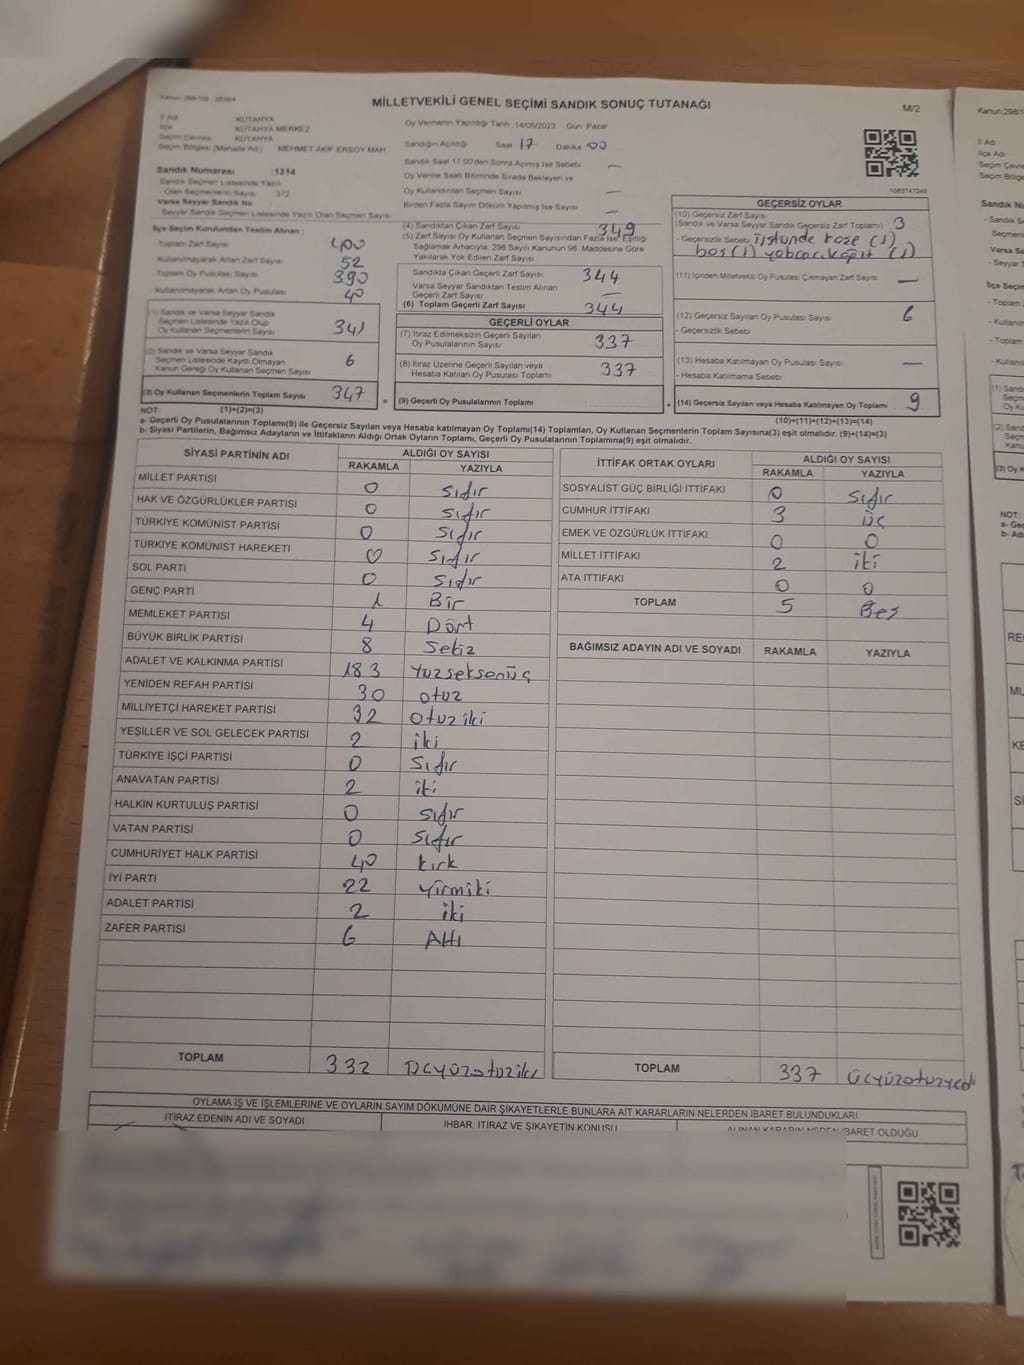 MİLLETVEKİLİ GENEL SEÇİMİ SANDIK SONUÇ TUTANAĞI
M/2
İl Adı KÜTAHYA
İlçe KÜTAHYA MERKEZ
Seçim Çevresi KÜTAHYA
Seçim Bölgesi (Mahalle Adı) MEHMET AKİF ERSOY MAH
Oy Vermenin Yapıldığı Tarih :14/05/2023 Gün Pazar
Sandığın Açıldığı Saat 17 Dakika 00
Sandık Saat 17.00'den Sonra Açılmış İse Sebebi —
Oy Verme Saati Bitiminde Sırada Bekleyen ve
Oy Kullandırılan Seçmen Sayısı —
Birden Fazla Sayım Döküm Yapılmış İse Sayısı —
Sandık Numarası :1314
Sandık Seçmen Listesinde Yazılı
Olan Seçmenlerin Sayısı 372
Varsa Seyyar Sandık No
- Seyyar Sandık Seçmen Listesinde Yazılı Olan Seçmen Sayısı
İlçe Seçim Kurulundan Teslim Alınan :
Toplam Zarf Sayısı 400
Kullanılmayarak Artan Zarf Sayısı 52
Toplam Oy Pusulası Sayısı 390
- Kullanılmayarak Artan Oy Pusulası 40
(1) Sandık ve Varsa Seyyar Sandık
Seçmen Listesinde Yazılı Olup
Oy Kullanan Seçmenlerin Sayısı 341
(2) Sandık ve Varsa Seyyar Sandık
Seçmen Listesinde Kayıtlı Olmayan
Kanun Gereği Oy Kullanan Seçmen Sayısı 6
(3) Oy Kullanan Seçmenlerin Toplam Sayısı 347
(1)+(2)=(3)
(4) Sandıktan Çıkan Zarf Sayısı 349
(5) Zarf Sayısı Oy Kullanan Seçmen Sayısından Fazla İse, Eşitliği
Sağlamak Amacıyla, 298 Sayılı Kanunun 98. Maddesine Göre
Yakılarak Yok Edilen Zarf Sayısı
Sandıkta Çıkan Geçerli Zarf Sayısı 344
Varsa Seyyar Sandıktan Teslim Alınan
Geçerli Zarf Sayısı —
(6) Toplam Geçerli Zarf Sayısı 344
GEÇERLİ OYLAR
(7) İtiraz Edilmeksizin Geçerli Sayılan
Oy Pusulalarının Sayısı 337
(8) İtiraz Üzerine Geçerli Sayılan veya
Hesaba Katılan Oy Pusulası Toplamı 337
= (9) Geçerli Oy Pusulalarının Toplamı
1083747249
GEÇERSİZ OYLAR
(10) Geçersiz Zarf Sayısı
(Sandık ve Varsa Seyyar Sandık Geçersiz Zarf Toplamı) 3
- Geçersizlik Sebebi üstünde kaşe (1)
boş (1) yabancı kağıt (1)
(11) İçinden Milletvekili Oy Pusulası Çıkmayan Zarf Sayısı —
(12) Geçersiz Sayılan Oy Pusulası Sayısı 6
- Geçersizlik Sebebi
(13) Hesaba Katılmayan Oy Pusulası Sayısı —
- Hesaba Katılmama Sebebi
+ (14) Geçersiz Sayılan veya Hesaba Katılmayan Oy Toplamı 9
(10)+(11)+(12)+(13)=(14)
NOT:
a- Geçerli Oy Pusulalarının Toplamı(9) ile Geçersiz Sayılan veya Hesaba katılmayan Oy Toplamı(14) Toplamları, Oy Kullanan Seçmenlerin Toplam Sayısına(3) eşit olmalıdır. (9)+(14)=(3)
b- Siyasi Partilerin, Bağımsız Adayların ve İttifakların Aldığı Ortak Oyların Toplamı, Geçerli Oy Pusulalarının Toplamına(9) eşit olmalıdır.
SİYASİ PARTİNİN ADI ALDIĞI OY SAYISI
RAKAMLA YAZIYLA
MİLLET PARTİSİ 0 sıfır
HAK VE ÖZGÜRLÜKLER PARTİSİ 0 sıfır
TÜRKİYE KOMÜNİST PARTİSİ 0 sıfır
TÜRKİYE KOMÜNİST HAREKETİ 0 sıfır
SOL PARTİ 0 sıfır
GENÇ PARTİ 1 Bir
MEMLEKET PARTİSİ 4 Dört
BÜYÜK BİRLİK PARTİSİ 8 Sekiz
ADALET VE KALKINMA PARTİSİ 183 Yüzseksenüç
YENİDEN REFAH PARTİSİ 30 otuz
MİLLİYETÇİ HAREKET PARTİSİ 32 otuz iki
YEŞİLLER VE SOL GELECEK PARTİSİ 2 iki
TÜRKİYE İŞÇİ PARTİSİ 0 Sıfır
ANAVATAN PARTİSİ 2 iki
HALKIN KURTULUŞ PARTİSİ 0 sıfır
VATAN PARTİSİ 0 sıfır
CUMHURİYET HALK PARTİSİ 40 kırk
İYİ PARTİ 22 yirmiki
ADALET PARTİSİ 2 iki
ZAFER PARTİSİ 6 Altı
TOPLAM 332 Üçyüzotuziki
İTTİFAK ORTAK OYLARI ALDIĞI OY SAYISI
RAKAMLA YAZIYLA
SOSYALİST GÜÇ BİRLİĞİ İTTİFAKI 0 sıfır
CUMHUR İTTİFAKI 3 üç
EMEK VE ÖZGÜRLÜK İTTİFAKI 0 0
MİLLET İTTİFAKI 2 iki
ATA İTTİFAKI 0 0
TOPLAM 5 Beş
BAĞIMSIZ ADAYIN ADI VE SOYADI RAKAMLA YAZIYLA
TOPLAM 337 üçyüzotuzyedi
OYLAMA İŞ VE İŞLEMLERİNE VE OYLARIN SAYIM DÖKÜMÜNE DAİR ŞİKAYETLERLE BUNLARA AİT KARARLARIN NELERDEN İBARET BULUNDUKLARI
İTİRAZ EDENİN ADI VE SOYADI
İHBAR, İTİRAZ VE ŞİKAYETİN KONUSU
ALINAN KARARIN NEDEN İBARET OLDUĞU